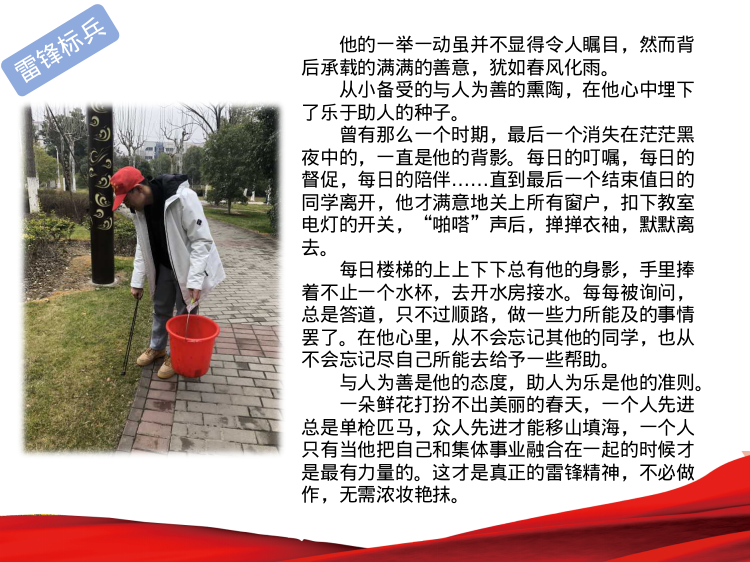 雷锋标兵
他的一举一动虽并不显得令人瞩目，然而背
后承载的满满的善意，犹如春风化雨。
从小备受的与人为善的熏陶，在他心中埋下
了乐于助人的种子。
曾有那么一个时期，最后一个消失在茫茫黑
夜中的，一直是他的背影。每日的叮嘱，每日的
督促，每日的陪伴……直到最后一个结束值日的
同学离开，他才满意地关上所有窗户，扣下教室
电灯的开关，“啪嗒”声后，掸掸衣袖，默默离
去。
每日楼梯的上上下下总有他的身影，手里捧
着不止一个水杯，去开水房接水。每每被询问，
总是答道，只不过顺路，做一些力所能及的事情
罢了。在他心里，从不会忘记其他的同学，也从
不会忘记尽自己所能去给予一些帮助。
与人为善是他的态度，助人为乐是他的准则。
一朵鲜花打扮不出美丽的春天，一个人先进
总是单枪匹马，众人先进才能移山填海，一个人
只有当他把自己和集体事业融合在一起的时候才
是最有力量的。这才是真正的雷锋精神，不必做
作，无需浓妆艳抹。